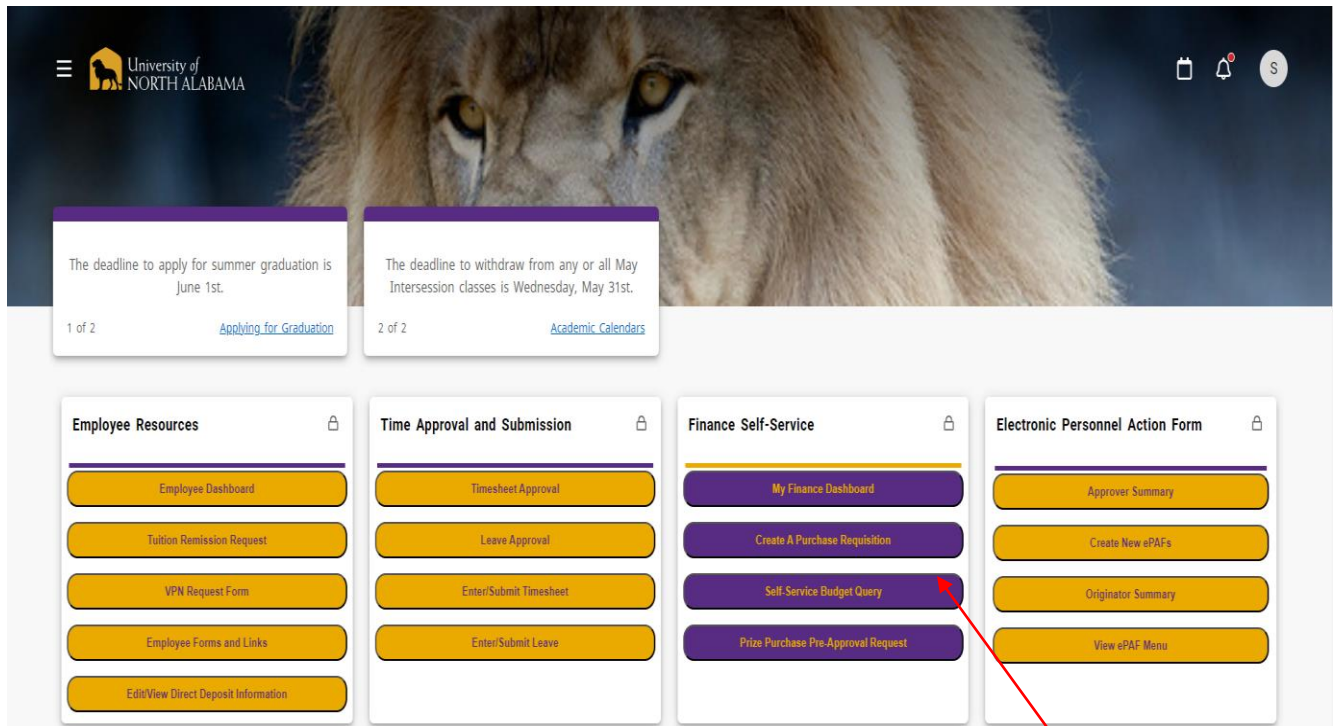 University of
NORTH ALABAMA
S
The deadline to apply for summer graduation is
June 1st.
1 of 2
Applying for Graduation
The deadline to withdraw from any or all May
Intersession classes is Wednesday, May 31st.
2 of 2
Academic Calendars
Employee Resources
Employee Dashboard
Tuition Remission Request
VPN Request Form
Employee Forms and Links
Edit/View Direct Deposit Information
Time Approval and Submission
Timesheet Approval
Leave Approval
Enter/Submit Timesheet
Enter/Submit Leave
Finance Self-Service
My Finance Dashboard
Create A Purchase Requisition
Self-Service Budget Query
Prize Purchase Pre-Approval Request
Electronic Personnel Action Form
Approver Summary
Create New ePAFs
Originator Summary
View ePAF Menu